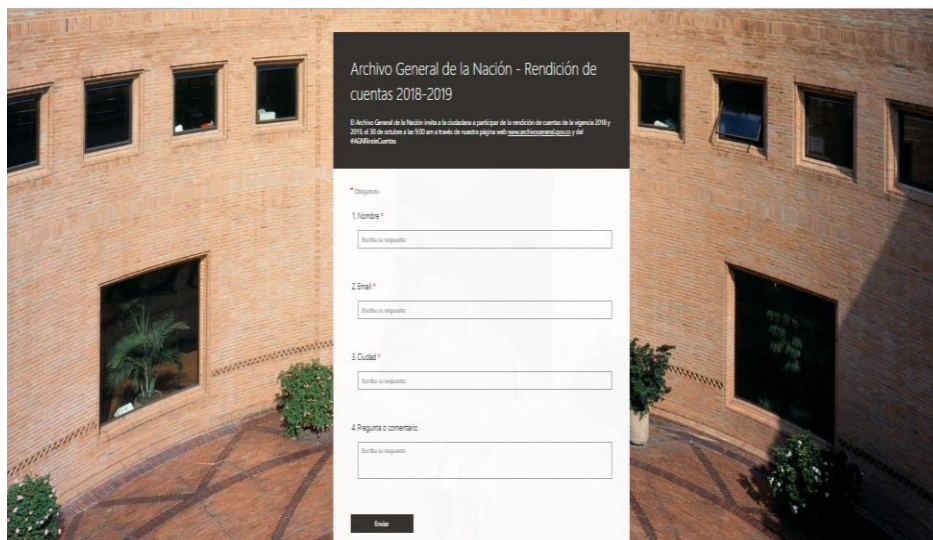 Archivo General de la Nación - Rendición de
cuentas 2018-2019
El Archivo General de la Nación invita a la ciudadana a participar de la rendición de cuentas de la vigencia 2018 y
2019, el 30 de octubre a las 9:00 am a través de nuestra página web www.archivogeneral.gov.co y del
#AGNRindeCuentas
* Obligatorio
1. Nombre *
Escriba su respuesta
2. Email *
Escriba su respuesta
3. Ciudad *
Escriba su respuesta
4. Pregunta o comentario
Escriba su respuesta
Enviar